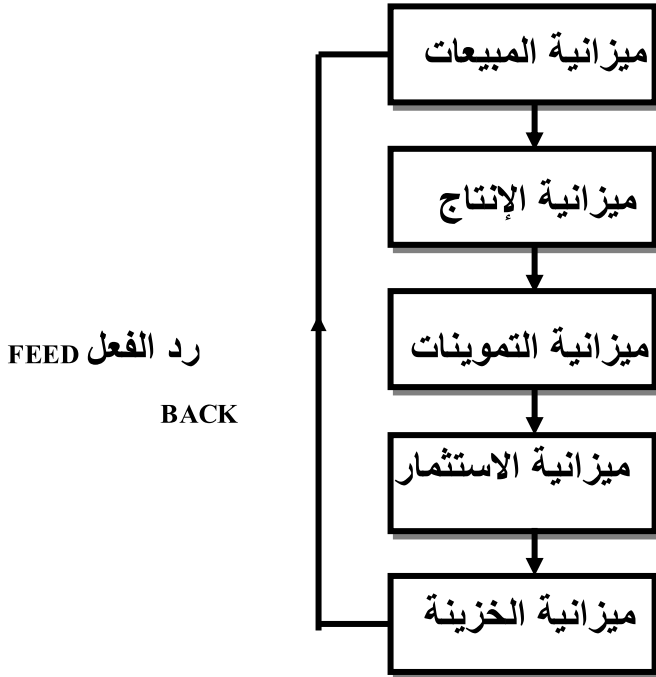 ميزانية المبيعات
ميزانية الإنتاج
ميزانية التموينات
رد الفعل FEED
BACK
ميزانية الاستثمار
ميزانية الخزينة